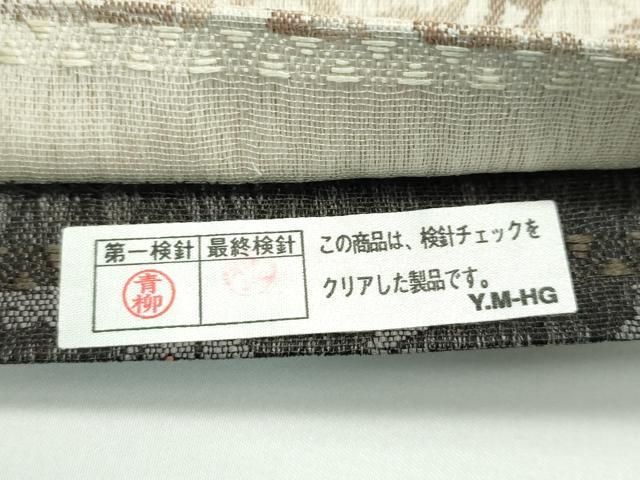 第一検針 最終検針
青柳
この商品は、検針チェックを
クリアした製品です。
Y.M-HG